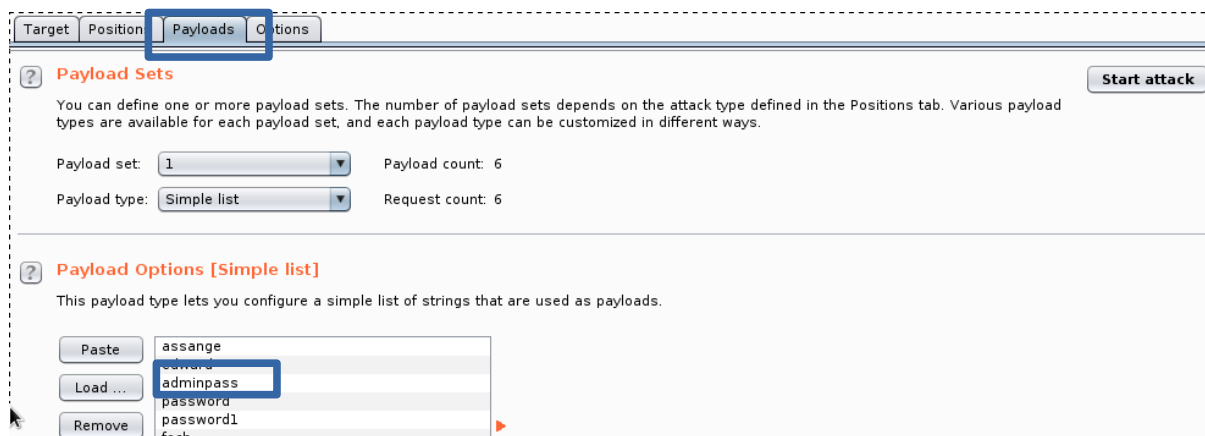 Target Position Payloads Options
Payload Sets
Start attack
You can define one or more payload sets. The number of payload sets depends on the attack type defined in the Positions tab. Various payload
types are available for each payload set, and each payload type can be customized in different ways.
Payload set: 1 Payload count: 6
Payload type: Simple list Request count: 6
Payload Options [Simple list]
This payload type lets you configure a simple list of strings that are used as payloads.
Paste
Load ...
Remove
assange
edward
adminpass
password
password1